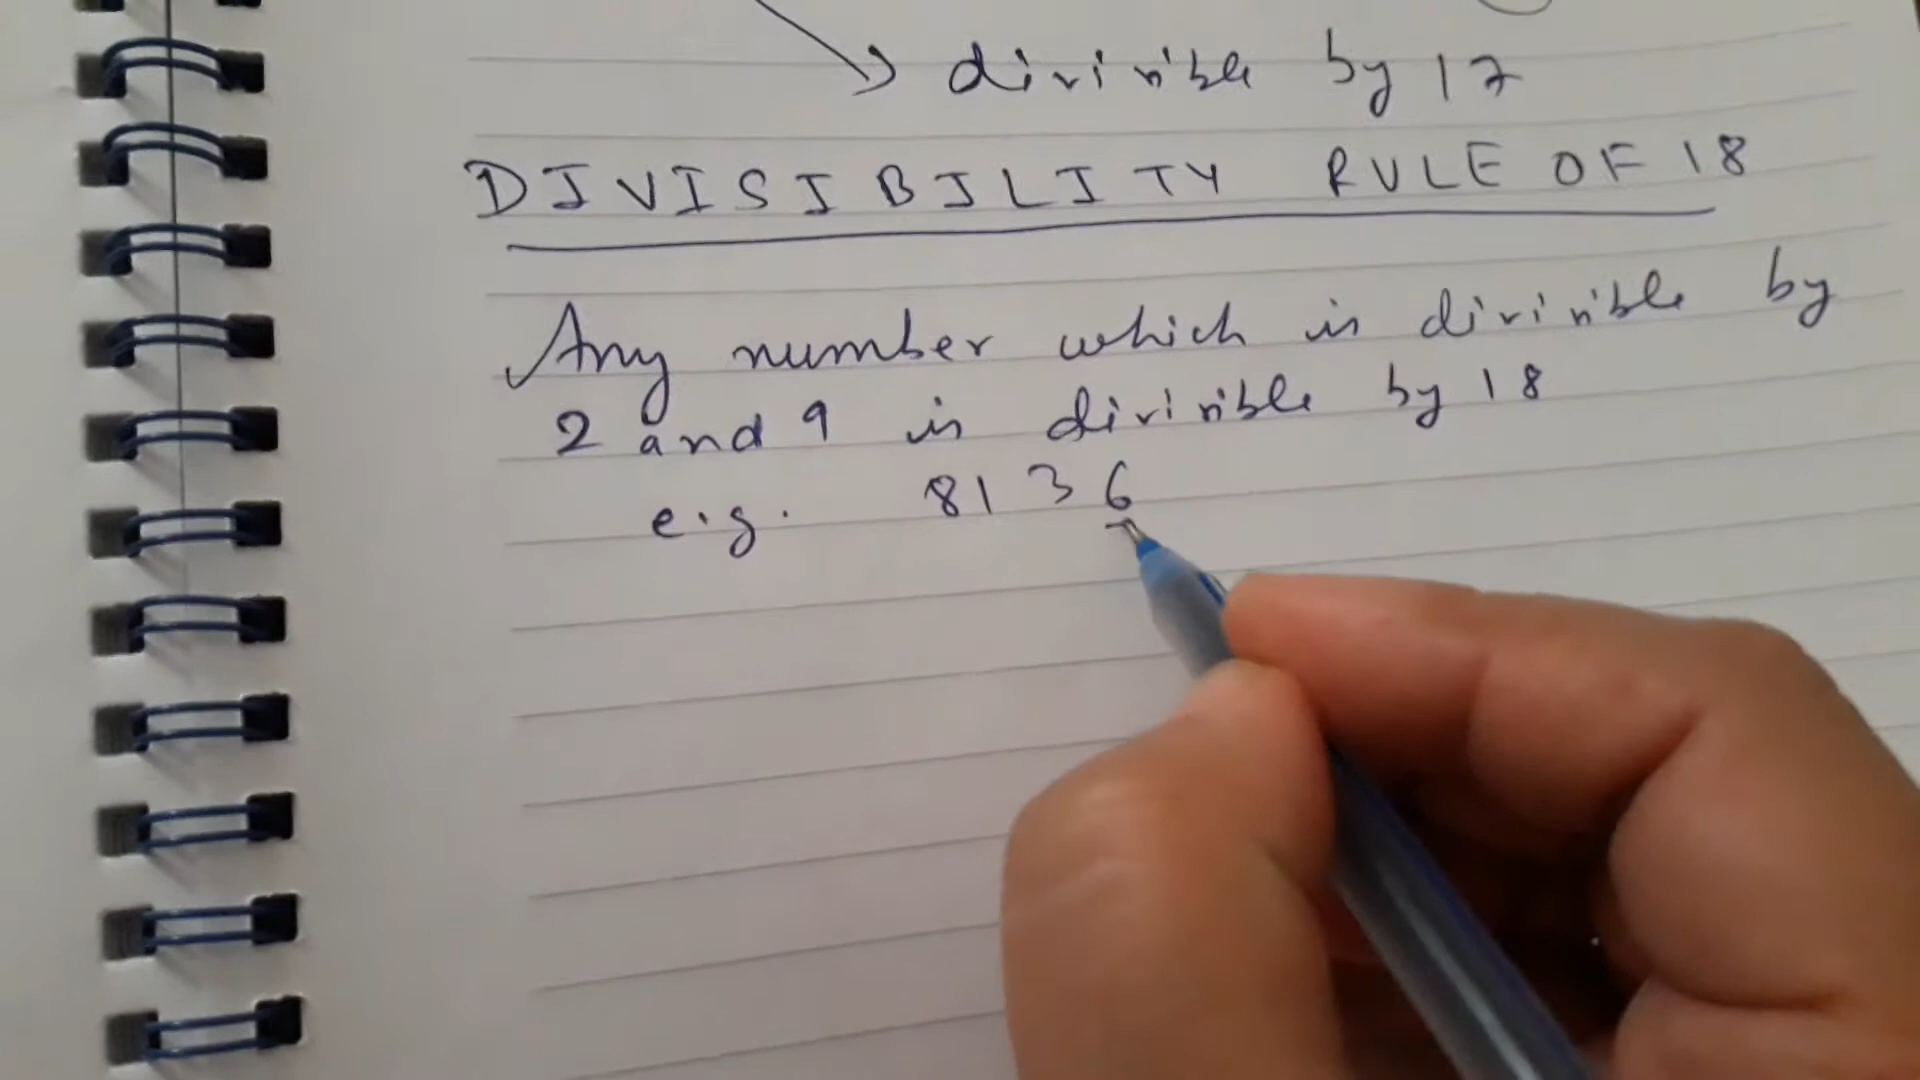 divisible by 17
DIVISIBILITY RULE OF 18
Any number which is divisible by
2 and 9 is divisible by 18
e.g. 8136